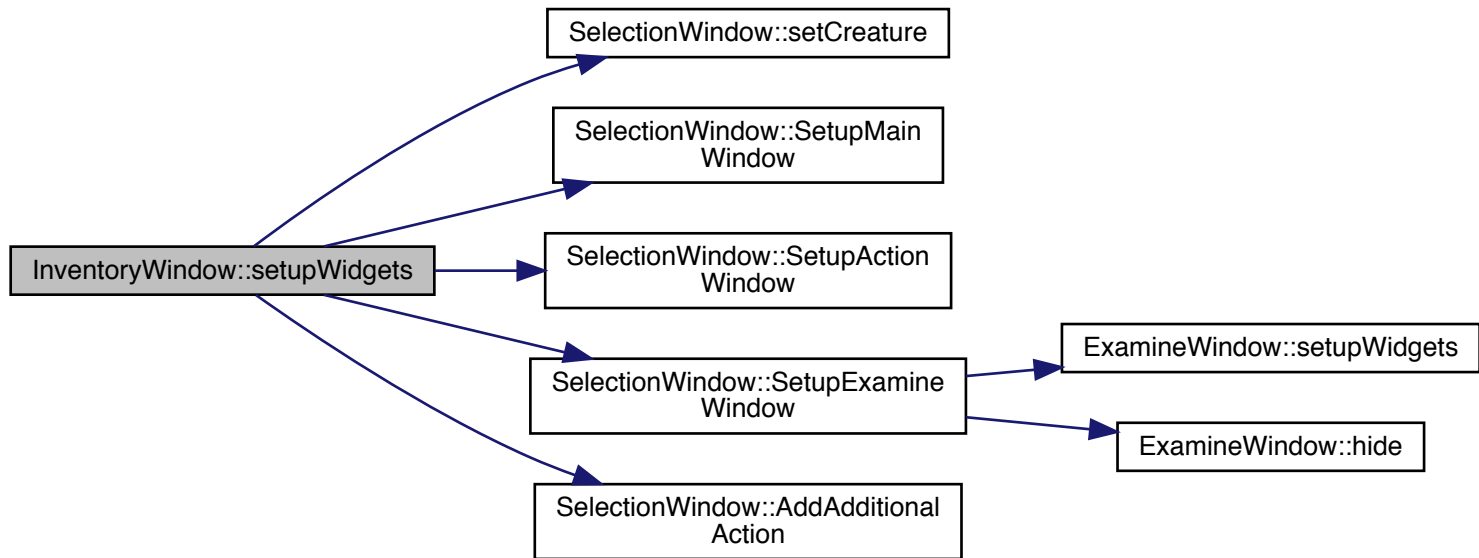 SelectionWindow::setCreature
SelectionWindow::SetupMain
Window
InventoryWindow::setupWidgets
SelectionWindow::SetupAction
Window
SelectionWindow::SetupExamine
Window
ExamineWindow::setupWidgets
ExamineWindow::hide
SelectionWindow::AddAdditional
Action